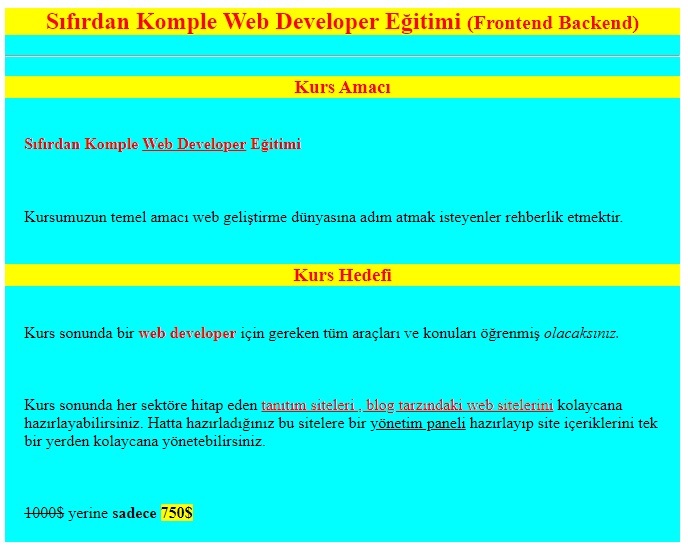 Sıfırdan Komple Web Developer Eğitimi (Frontend Backend)
Kurs Amacı
Sıfırdan Komple Web Developer Eğitimi
Kursumuzun temel amacı web geliştirme dünyasına adım atmak isteyenler rehberlik etmektir.
Kurs Hedefi
Kurs sonunda bir web developer için gereken tüm araçları ve konuları öğrenmiş olacaksınız.
Kurs sonunda her sektöre hitap eden tanıtım siteleri , blog tarzındaki web sitelerini kolaycana
hazırlayabilirsiniz. Hatta hazırladığınız bu sitelere bir yönetim paneli hazırlayıp site içeriklerini tek
bir yerden kolaycana yönetebilirsiniz.
1000$ yerine sadece 750$